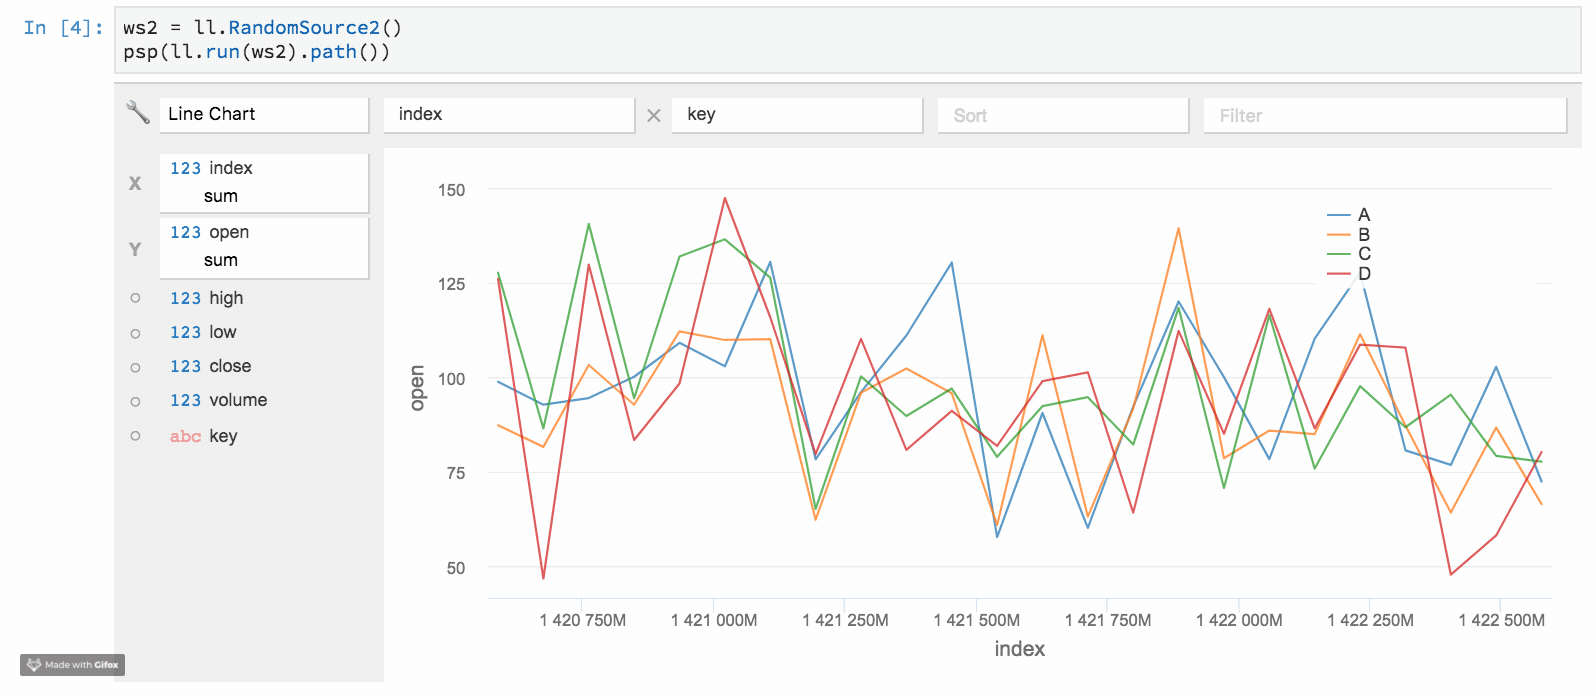 In [4]:
ws2 = ll.RandomSource2()
psp(ll.run(ws2).path())
Line Chart
index
×
key
Sort
Filter
X
123 index
sum
Y
123 open
sum
123 high
123 low
123 close
123 volume
abc key
150
125
100
75
50
open
A
B
C
D
1 420 750M
1 421 000M
1 421 250M
1 421 500M
1 421 750M
1 422 000M
1 422 250M
1 422 500M
index
Made with Gifox